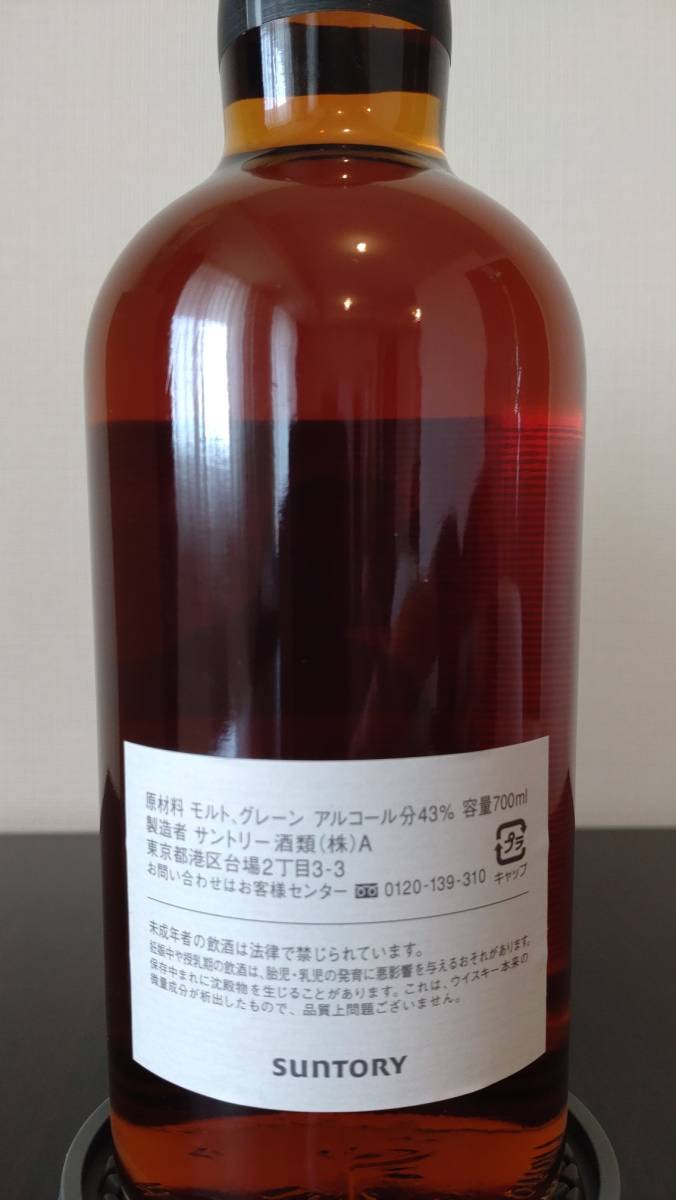 原材料 モルト、グレーン アルコール分43% 容量700ml
製造者 サントリー酒類(株)A
東京都港区台場2丁目3-3
お問い合わせはお客様センター 0120-139-310
プラ
キャップ
未成年者の飲酒は法律で禁じられています。
妊娠中や授乳期の飲酒は、胎児・乳児の発育に悪影響を与えるおそれがあります。
保存中まれに沈殿物を生じることがあります。これは、ウイスキー本来の
微量成分が析出したもので、品質上問題ございません。
SUNTORY